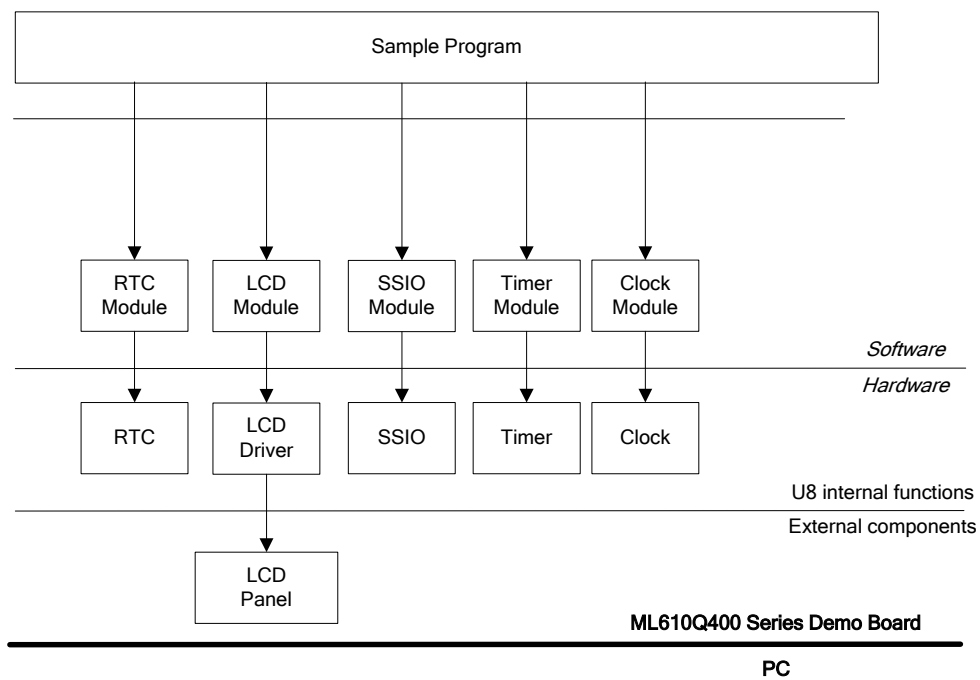 Sample Program
RTC
Module
LCD
Module
SSIO
Module
Timer
Module
Clock
Module
Software
Hardware
RTC
LCD
Driver
SSIO
Timer
Clock
U8 internal functions
External components
LCD
Panel
ML610Q400 Series Demo Board
PC